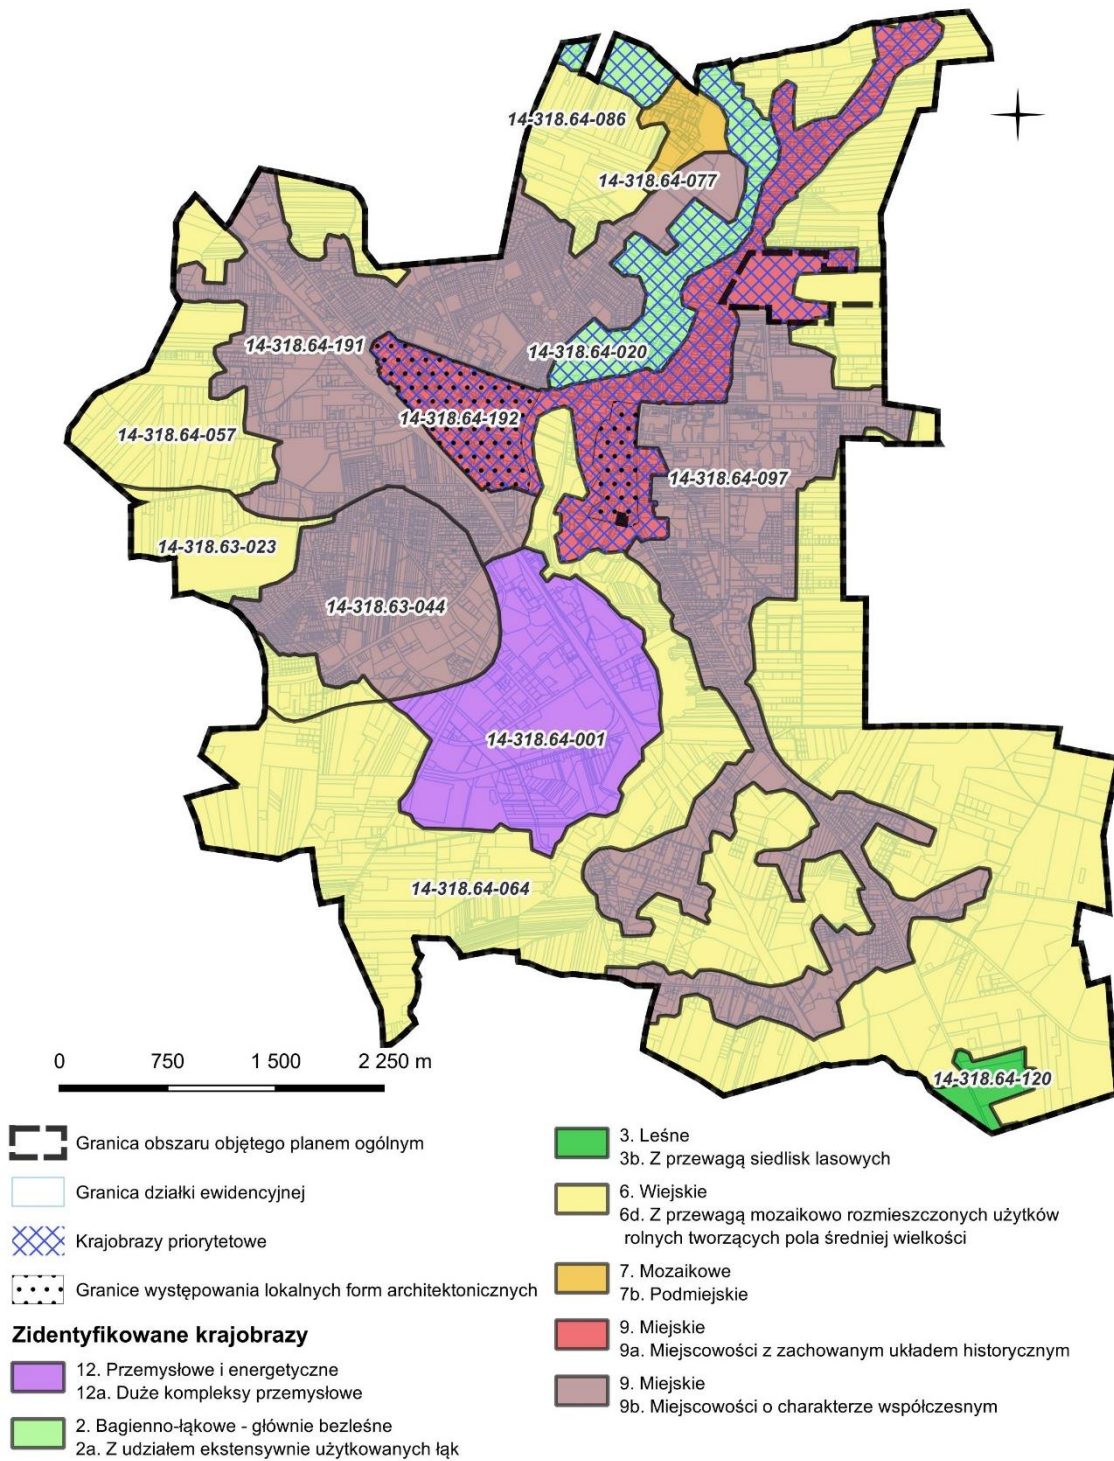 14-318.64-086
14-318.64-077
14-318.64-191
14-318.64-020
14-318.64-192
14-318.64-057
14-318.64-097
14-318.63-023
14-318.63-044
14-318.64-001
14-318.64-064
14-318.64-120
0 750 1 500 2 250 m
Granica obszaru objętego planem ogólnym
Granica działki ewidencyjnej
Krajobrazy priorytetowe
Granice występowania lokalnych form architektonicznych
Zidentyfikowane krajobrazy
12. Przemysłowe i energetyczne
12a. Duże kompleksy przemysłowe
2. Bagienno-łąkowe - głównie bezleśne
2a. Z udziałem ekstensywnie użytkowanych łąk
3. Leśne
3b. Z przewagą siedlisk lasowych
6. Wiejskie
6d. Z przewagą mozaikowo rozmieszczonych użytków
rolnych tworzących pola średniej wielkości
7. Mozaikowe
7b. Podmiejskie
9. Miejskie
9a. Miejscowości z zachowanym układem historycznym
9. Miejskie
9b. Miejscowości o charakterze współczesnym